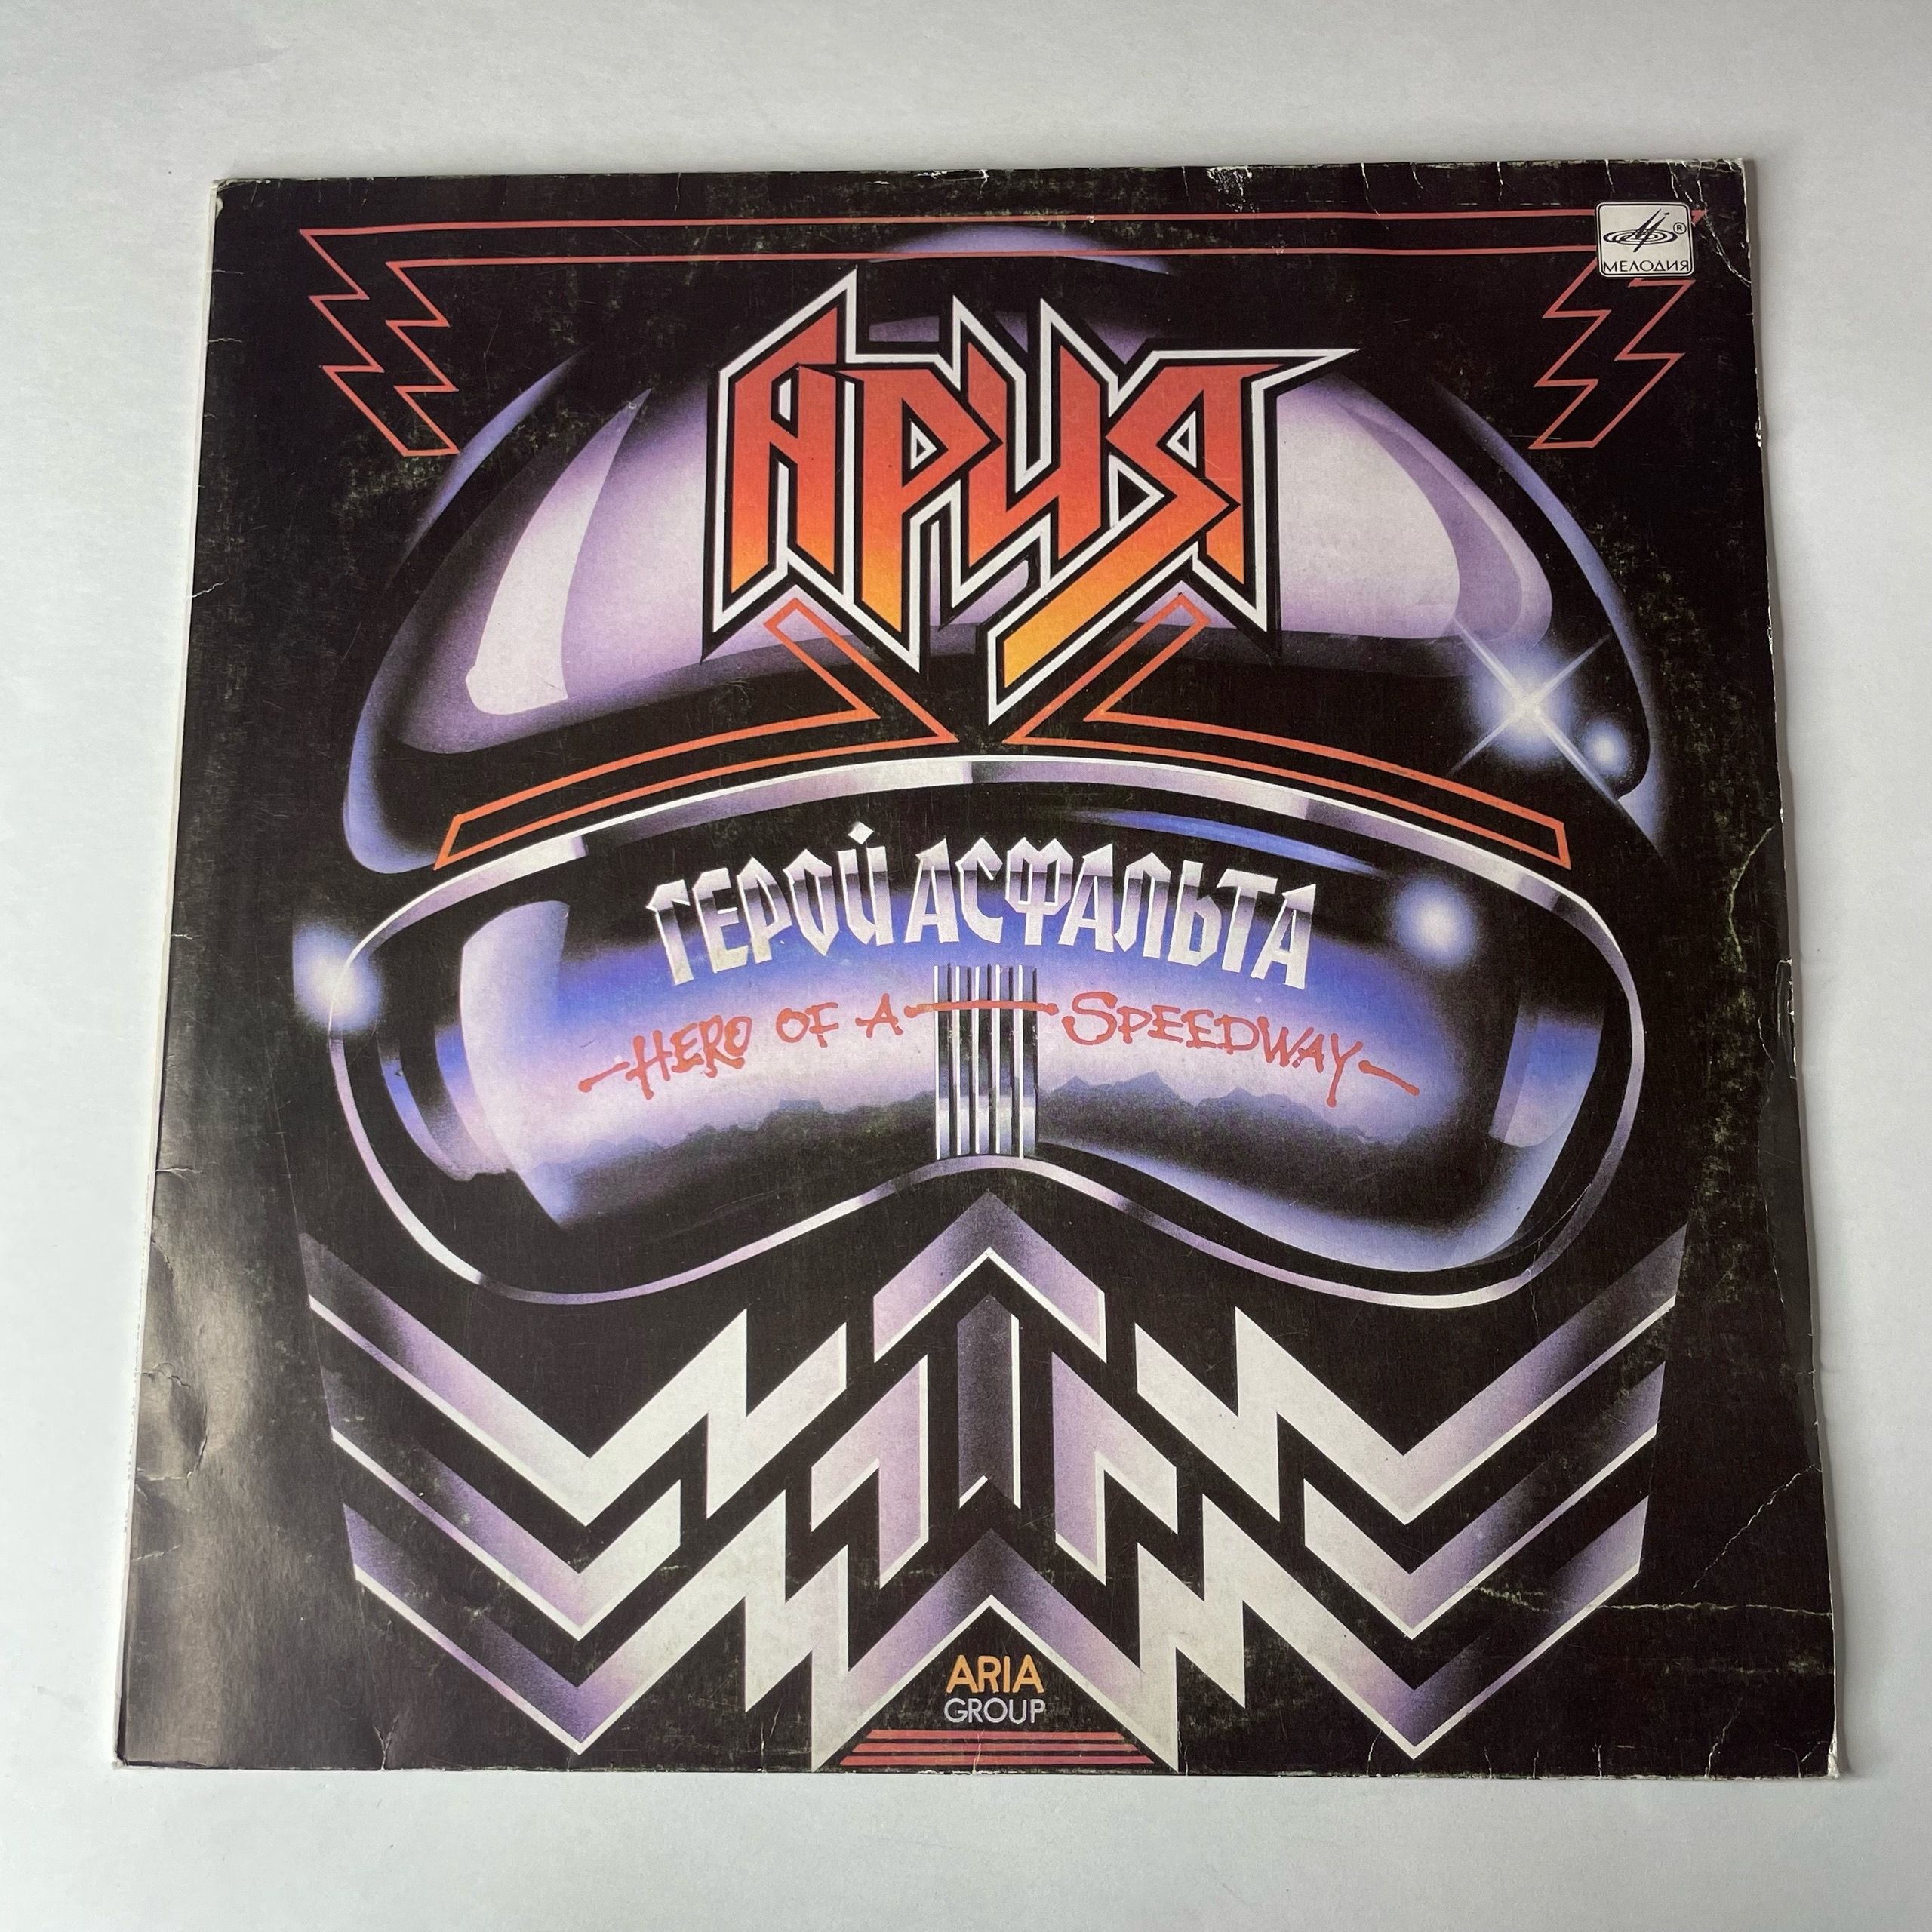 МЕЛОДИЯ
АРИЯ
ГЕРОЙ АСФАЛЬТА
HERO OF A SPEEDWAY
ARIA
GROUP